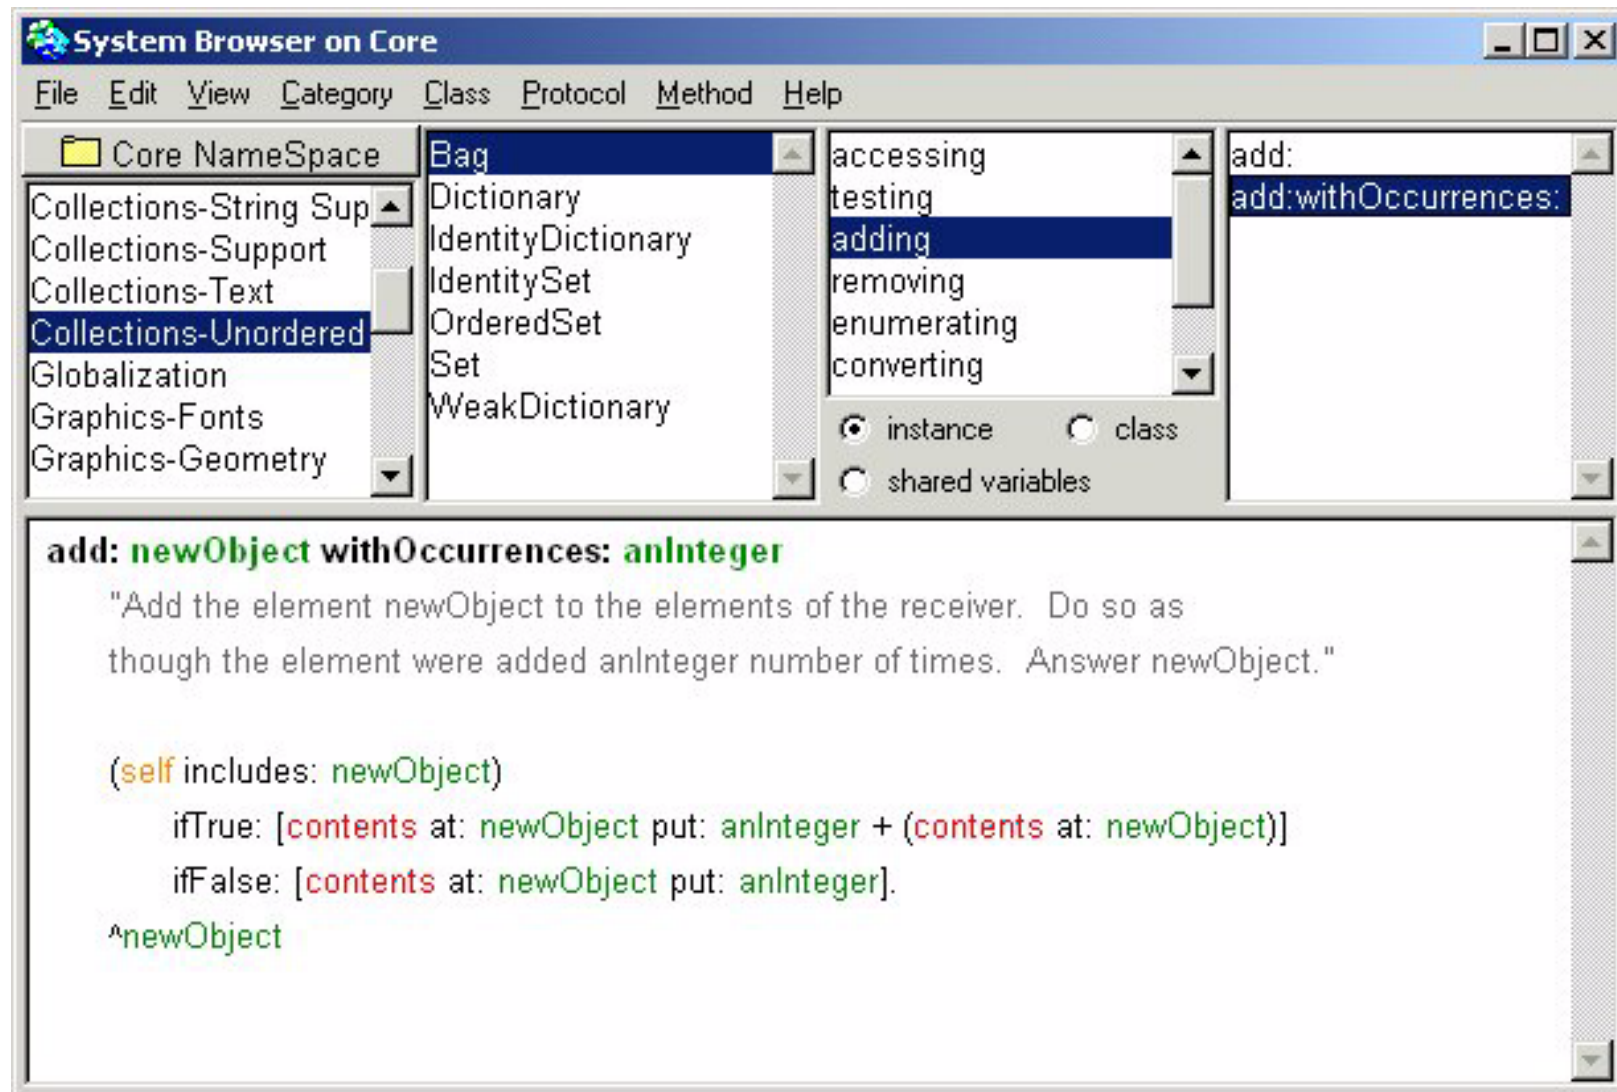 System Browser on Core
File Edit View Category Class Protocol Method Help
Core NameSpace
Collections-String Sup
Collections-Support
Collections-Text
Collections-Unordered
Globalization
Graphics-Fonts
Graphics-Geometry
Bag
Dictionary
IdentityDictionary
IdentitySet
OrderedSet
Set
WeakDictionary
accessing
testing
adding
removing
enumerating
converting
instance class
shared variables
add:
add:withOccurrences:
add: newObject withOccurrences: anInteger
"Add the element newObject to the elements of the receiver. Do so as
though the element were added anInteger number of times. Answer newObject."
(self includes: newObject)
ifTrue: [contents at: newObject put: anInteger + (contents at: newObject)]
ifFalse: [contents at: newObject put: anInteger].
^newObject